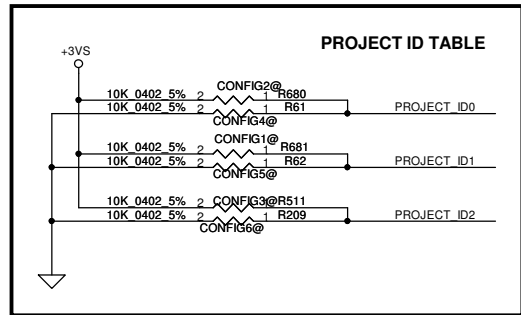 PROJECT ID TABLE
+3VS
CONFIG2@
10K_0402_5% 2 1 R680
10K_0402_5% 2 1 R61 PROJECT_ID0
CONFIG4@
CONFIG1@
10K_0402_5% 2 1 R681
10K_0402_5% 2 1 R62 PROJECT_ID1
CONFIG5@
10K_0402_5% 2 CONFIG3@ 1 R511
10K_0402_5% 2 1 R209 PROJECT_ID2
CONFIG6@